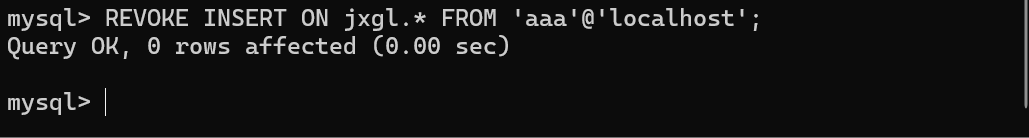 mysql> REVOKE INSERT ON jxgl.* FROM 'aaa'@'localhost';
Query OK, 0 rows affected (0.00 sec)
mysql>